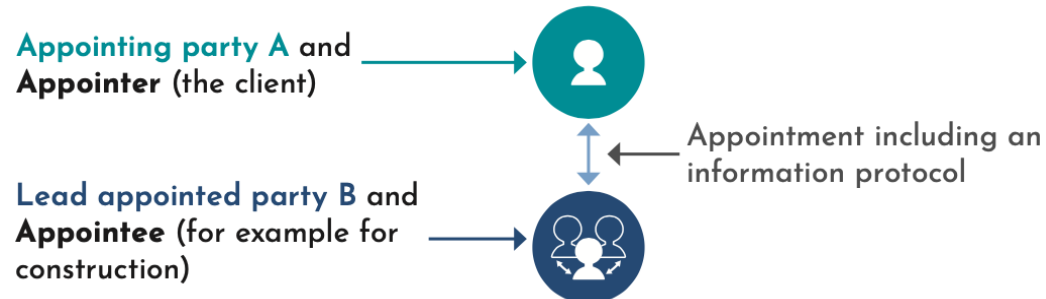 Appointing party A and
Appointer (the client)
Appointment including an
information protocol
Lead appointed party B and
Appointee (for example for
construction)